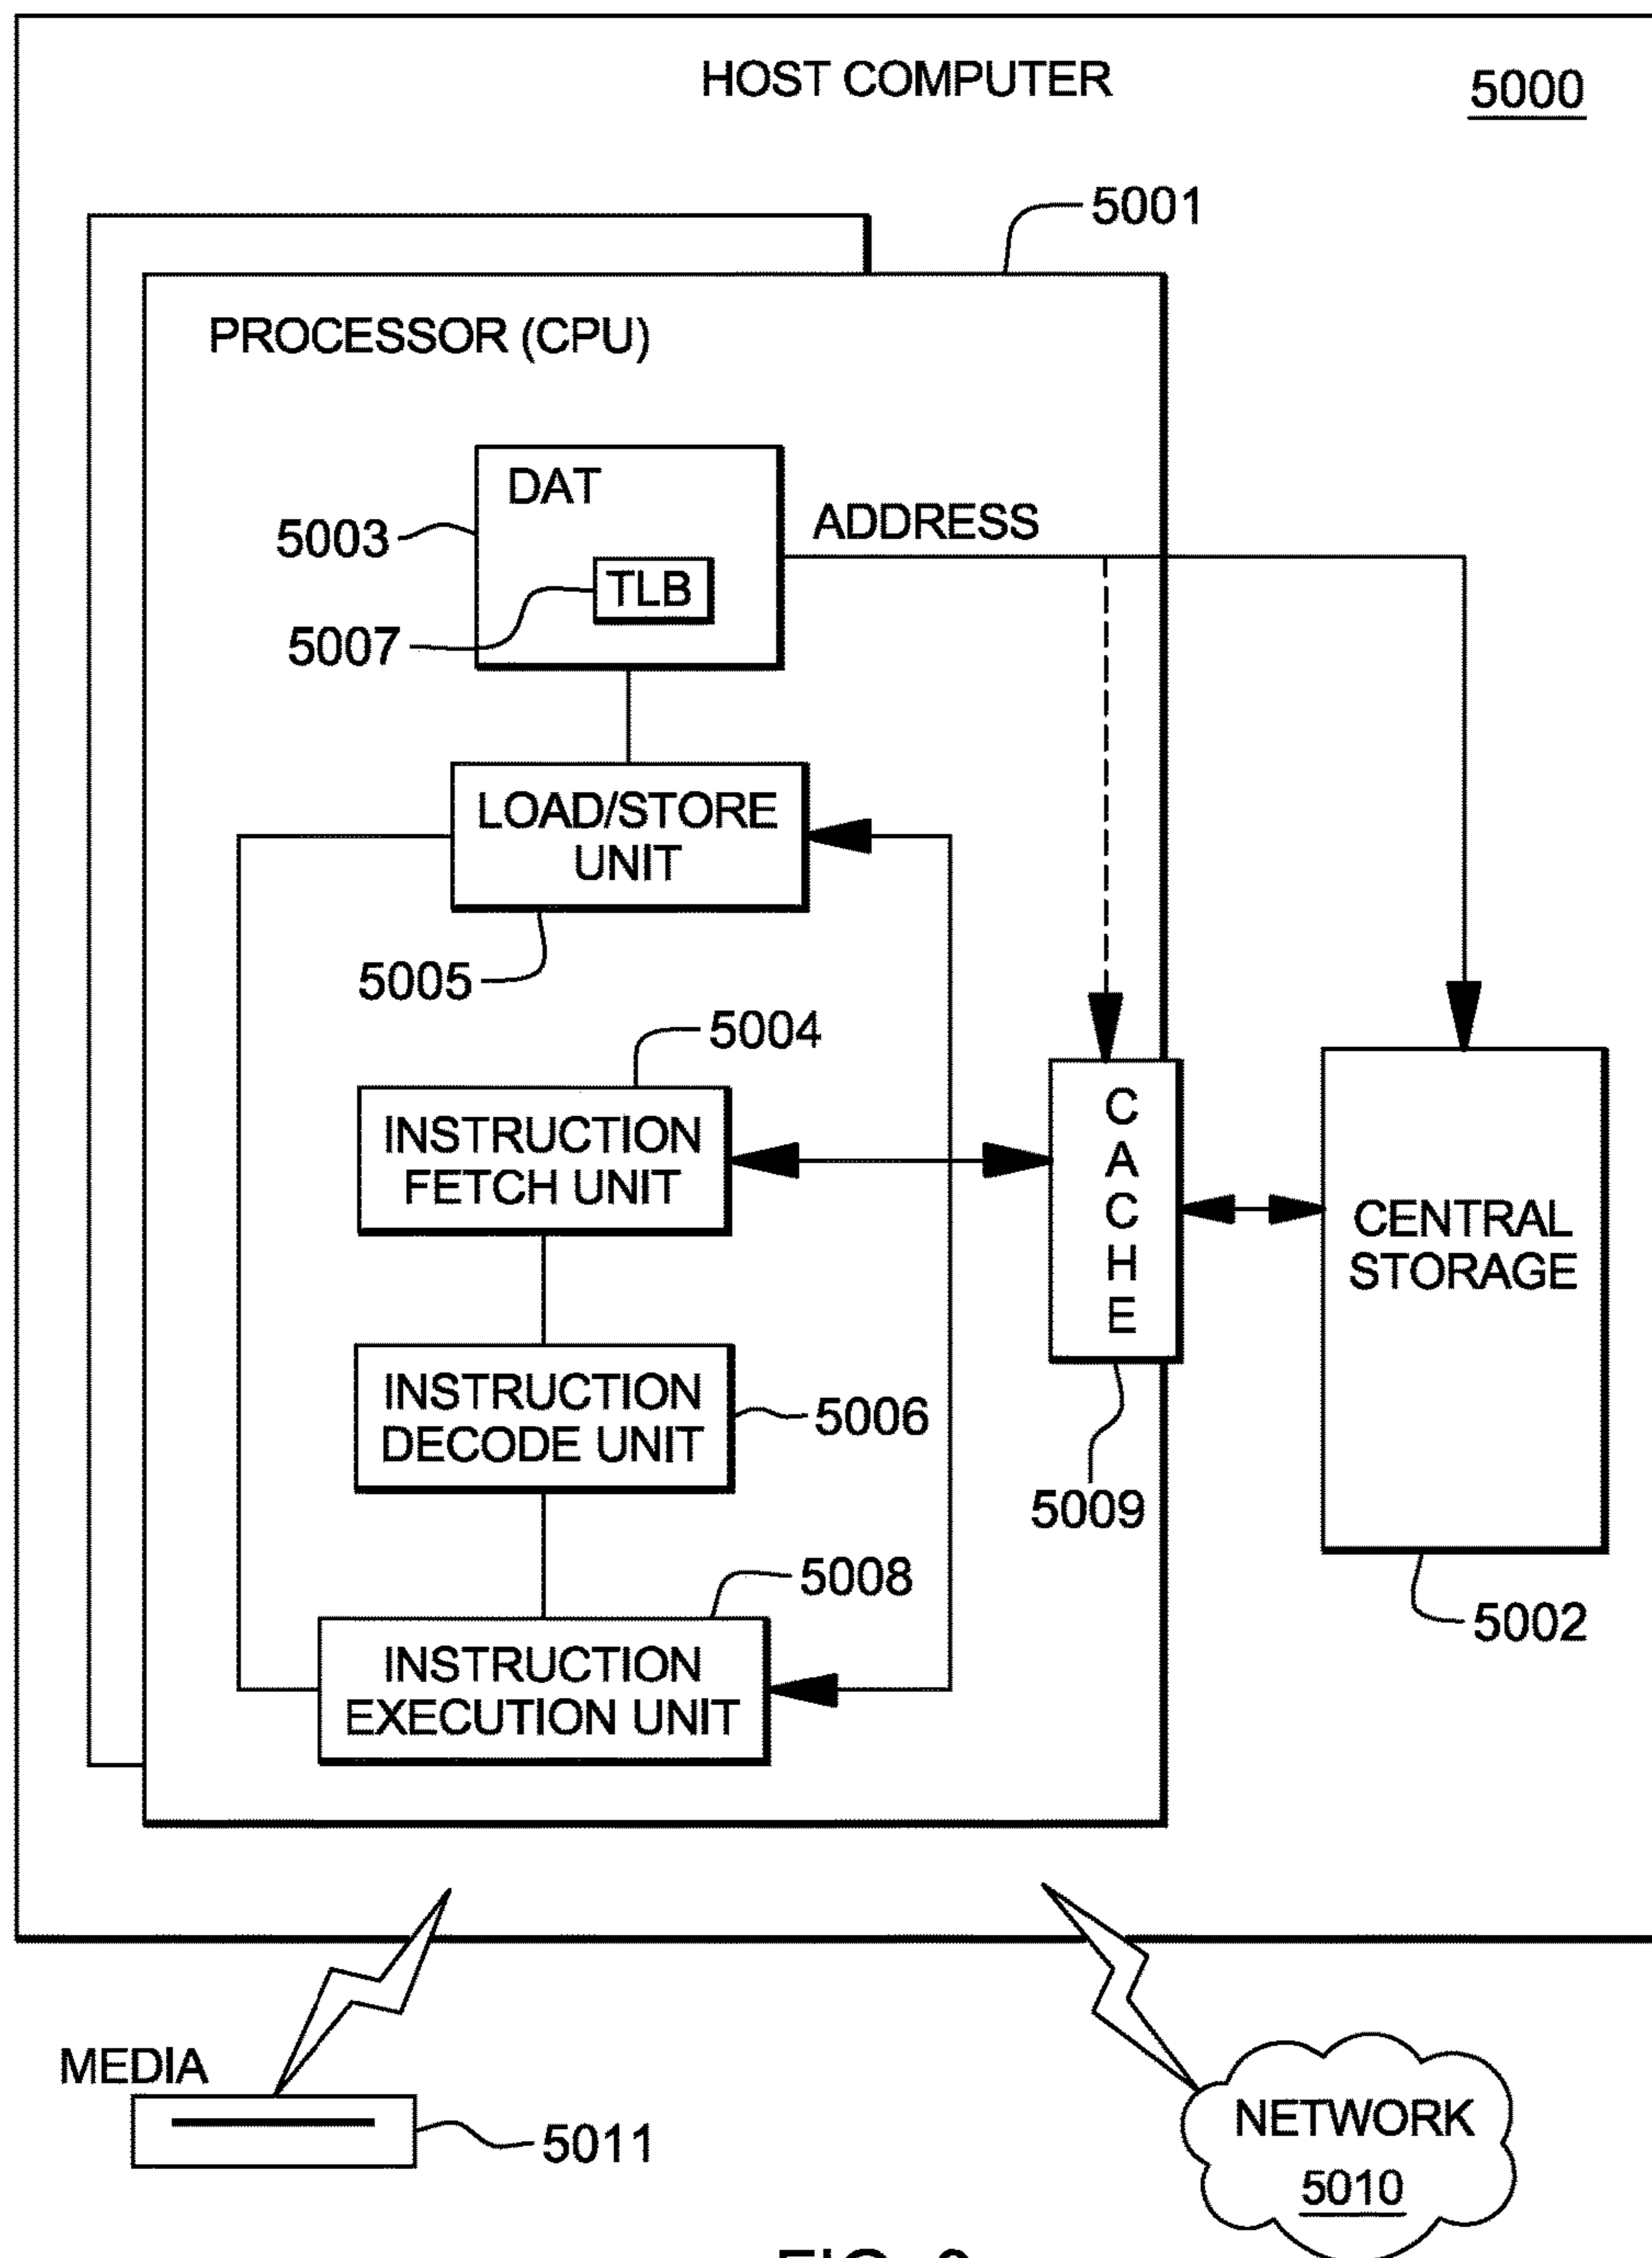 HOST COMPUTER
5000
5001
PROCESSOR (CPU)
DAT
ADDRESS
5003
TLB
5007
LOAD/STORE
UNIT
5005
5004
INSTRUCTION
FETCH UNIT
CACHE
CENTRAL
STORAGE
INSTRUCTION
DECODE UNIT
5006
5009
5008
5002
INSTRUCTION
EXECUTION UNIT
MEDIA
5011
NETWORK
5010